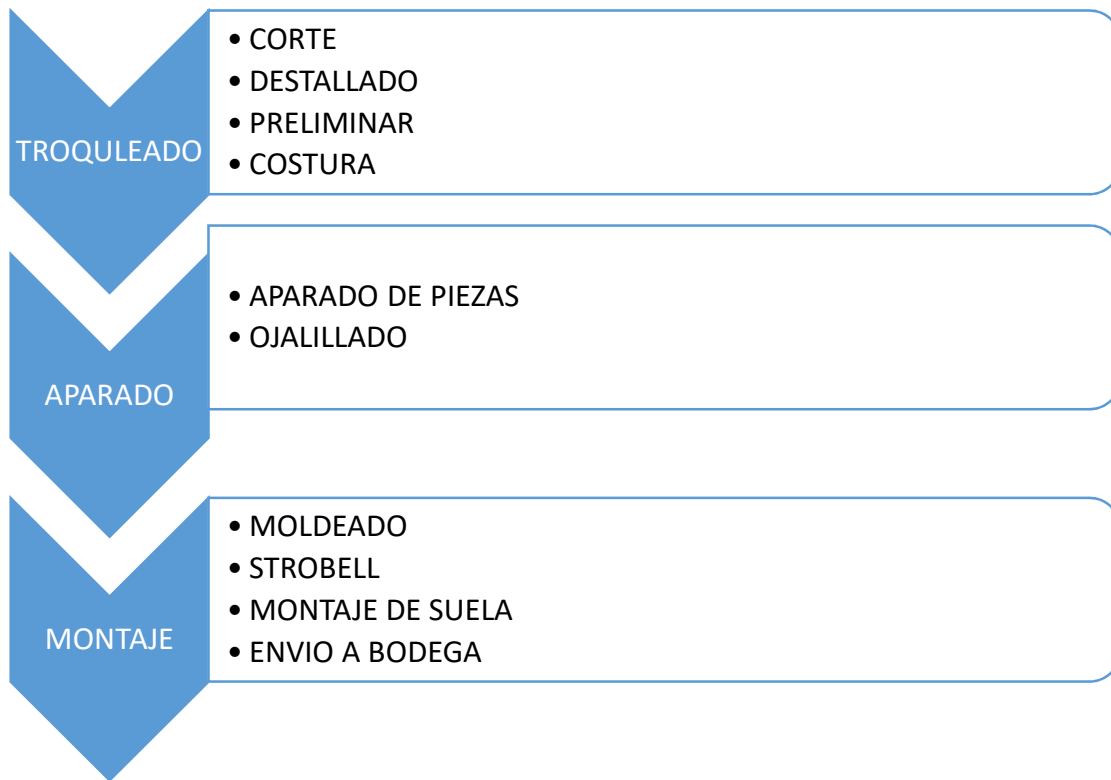 TROQULEADO
• CORTE
• DESTALLADO
• PRELIMINAR
• COSTURA
APARADO
• APARADO DE PIEZAS
• OJALILLADO
MONTAJE
• MOLDEADO
• STROBELL
• MONTAJE DE SUELA
• ENVIO A BODEGA